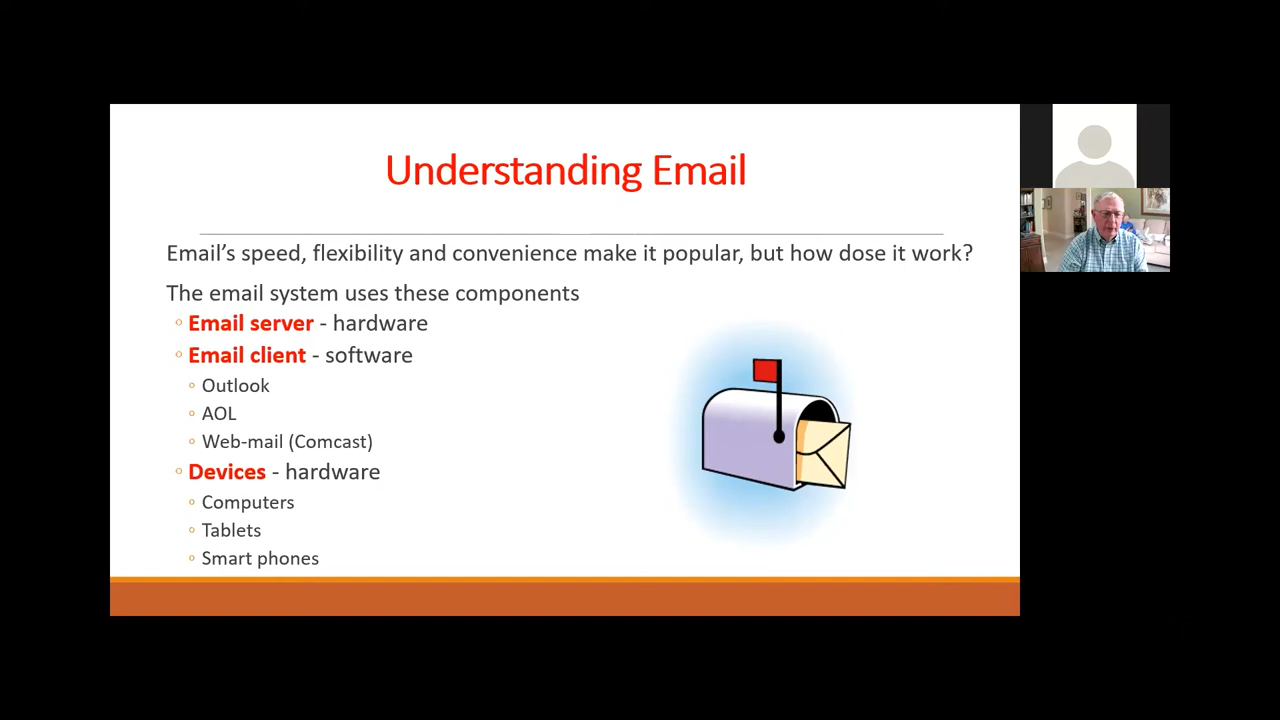 Understanding Email
Email's speed, flexibility and convenience make it popular, but how dose it work?
The email system uses these components
Email server - hardware
Email client - software
Outlook
AOL
Web-mail (Comcast)
Devices - hardware
Computers
Tablets
Smart phones